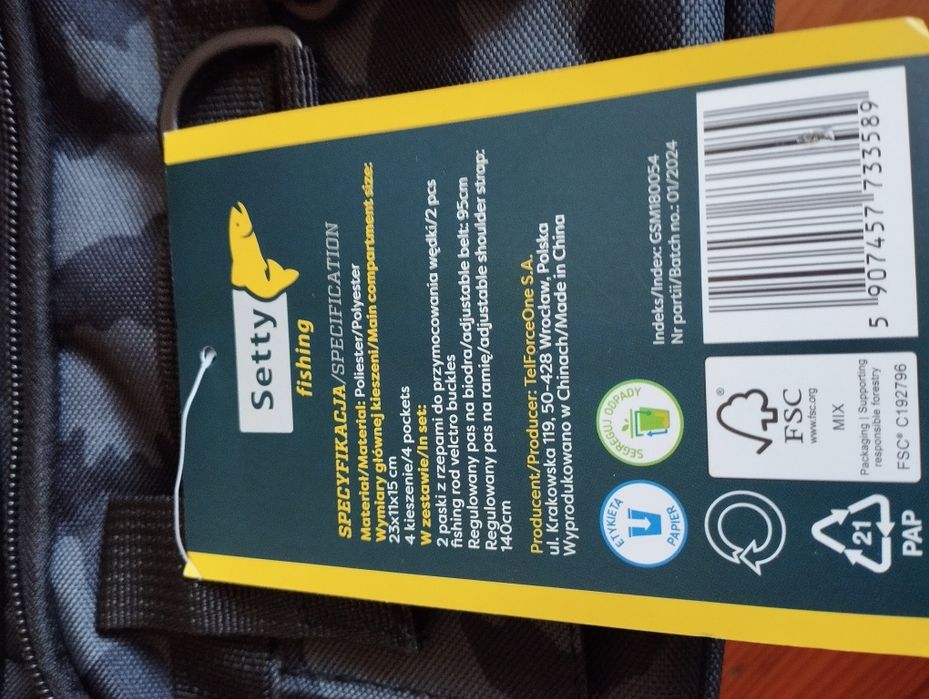 Setty
fishing
SPECYFIKACJA/SPECIFICATION
Materiał/Material: Poliester/Polyester
Wymiary głównej kieszeni/Main compartment size:
23x11x15 cm
4 kieszenie/4 pockets
W zestawie/In set:
2 paski z rzepami do przymocowania wędki/2 pcs
fishing rod velctro buckles
Regulowany pas na biodra/adjustable belt: 95cm
Regulowany pas na ramię/adjustable shoulder strap:
140cm
Producent/Producer: TelForceOne S.A.
ul. Krakowska 119, 50-428 Wrocław, Polska
Wyprodukowano w Chinach/Made in China
ETYKIETA
PAPIER
SEGREGUJ ODPADY
Indeks/Index: GSM180054
Nr partii/Batch no.: 01/2024
21
PAP
®
FSC
www.fsc.org
MIX
Packaging | Supporting
responsible forestry
FSC® C192796
5 907457 733589